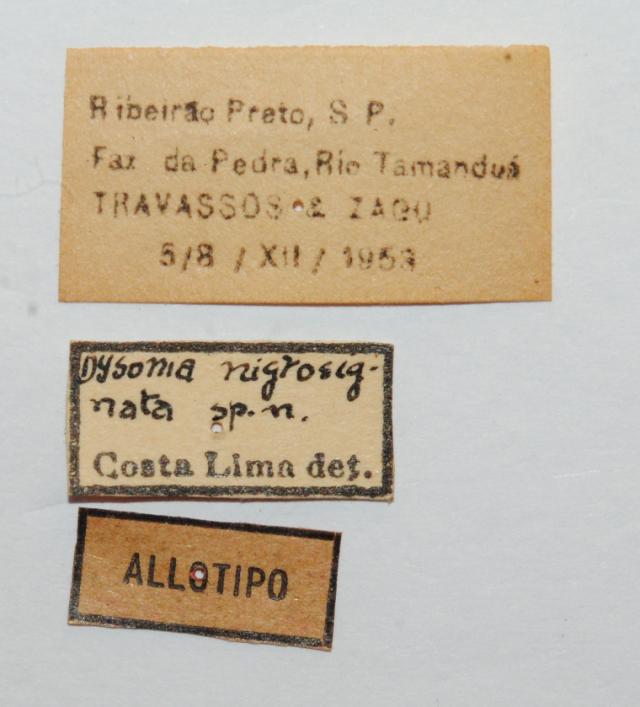 Ribeirão Preto, S P.
Faz da Pedra, Rio Tamanduá
TRAVASSOS & ZAGO
5/8 / XII / 1953
Dysonia nigrosig-
nata sp.n.
Costa Lima det.
ALLOTIPO